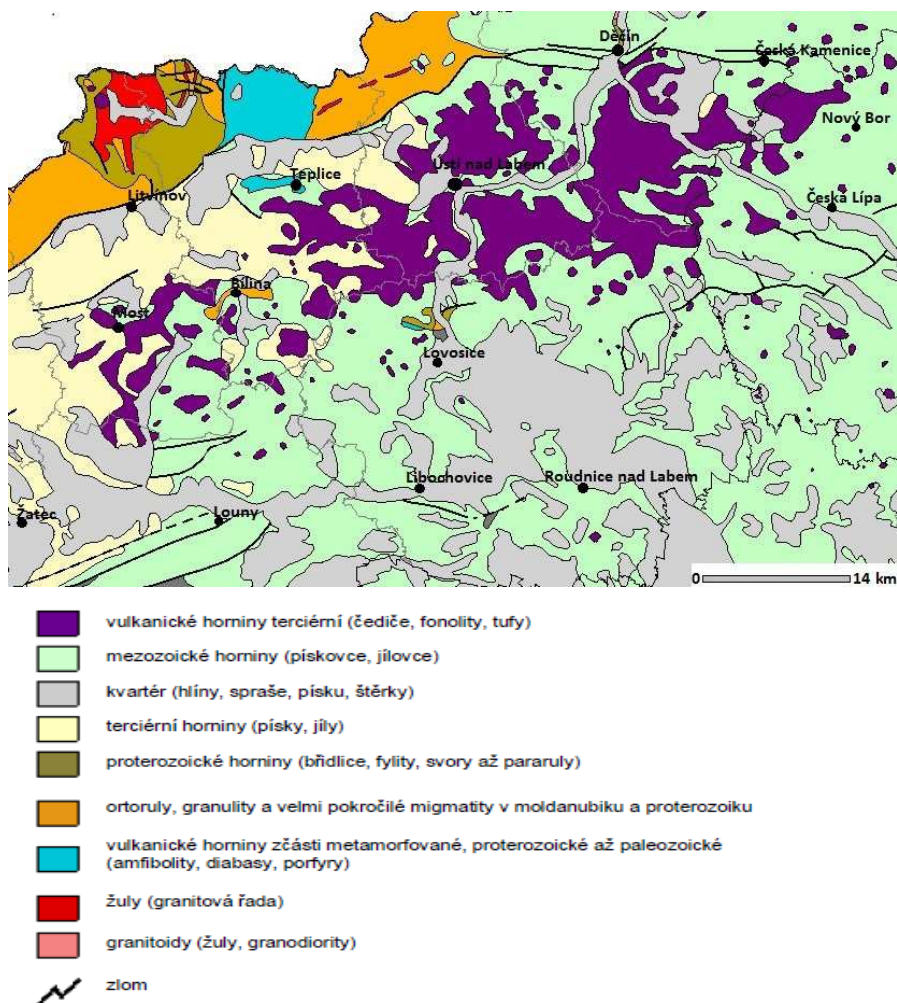 Děčín
Česká Kamenice
Nový Bor
Ústí nad Labem
Teplice
Litvínov
Česká Lípa
Bílina
Most
Lovosice
Libochovice
Roudnice nad Labem
Žatec
Louny
0 14 km
vulkanické horniny terciérní (čediče, fonolity, tufy)
mezozoické horniny (pískovce, jílovce)
kvartér (hlíny, spraše, písku, štěrky)
terciérní horniny (písky, jíly)
proterozoické horniny (břidlice, fylity, svory až pararuly)
ortoruly, granulity a velmi pokročilé migmatity v moldanubiku a proterozoiku
vulkanické horniny zčásti metamorfované, proterozoické až paleozoické
(amfibolity, diabasy, porfyry)
žuly (granitová řada)
granitoidy (žuly, granodiority)
zlom